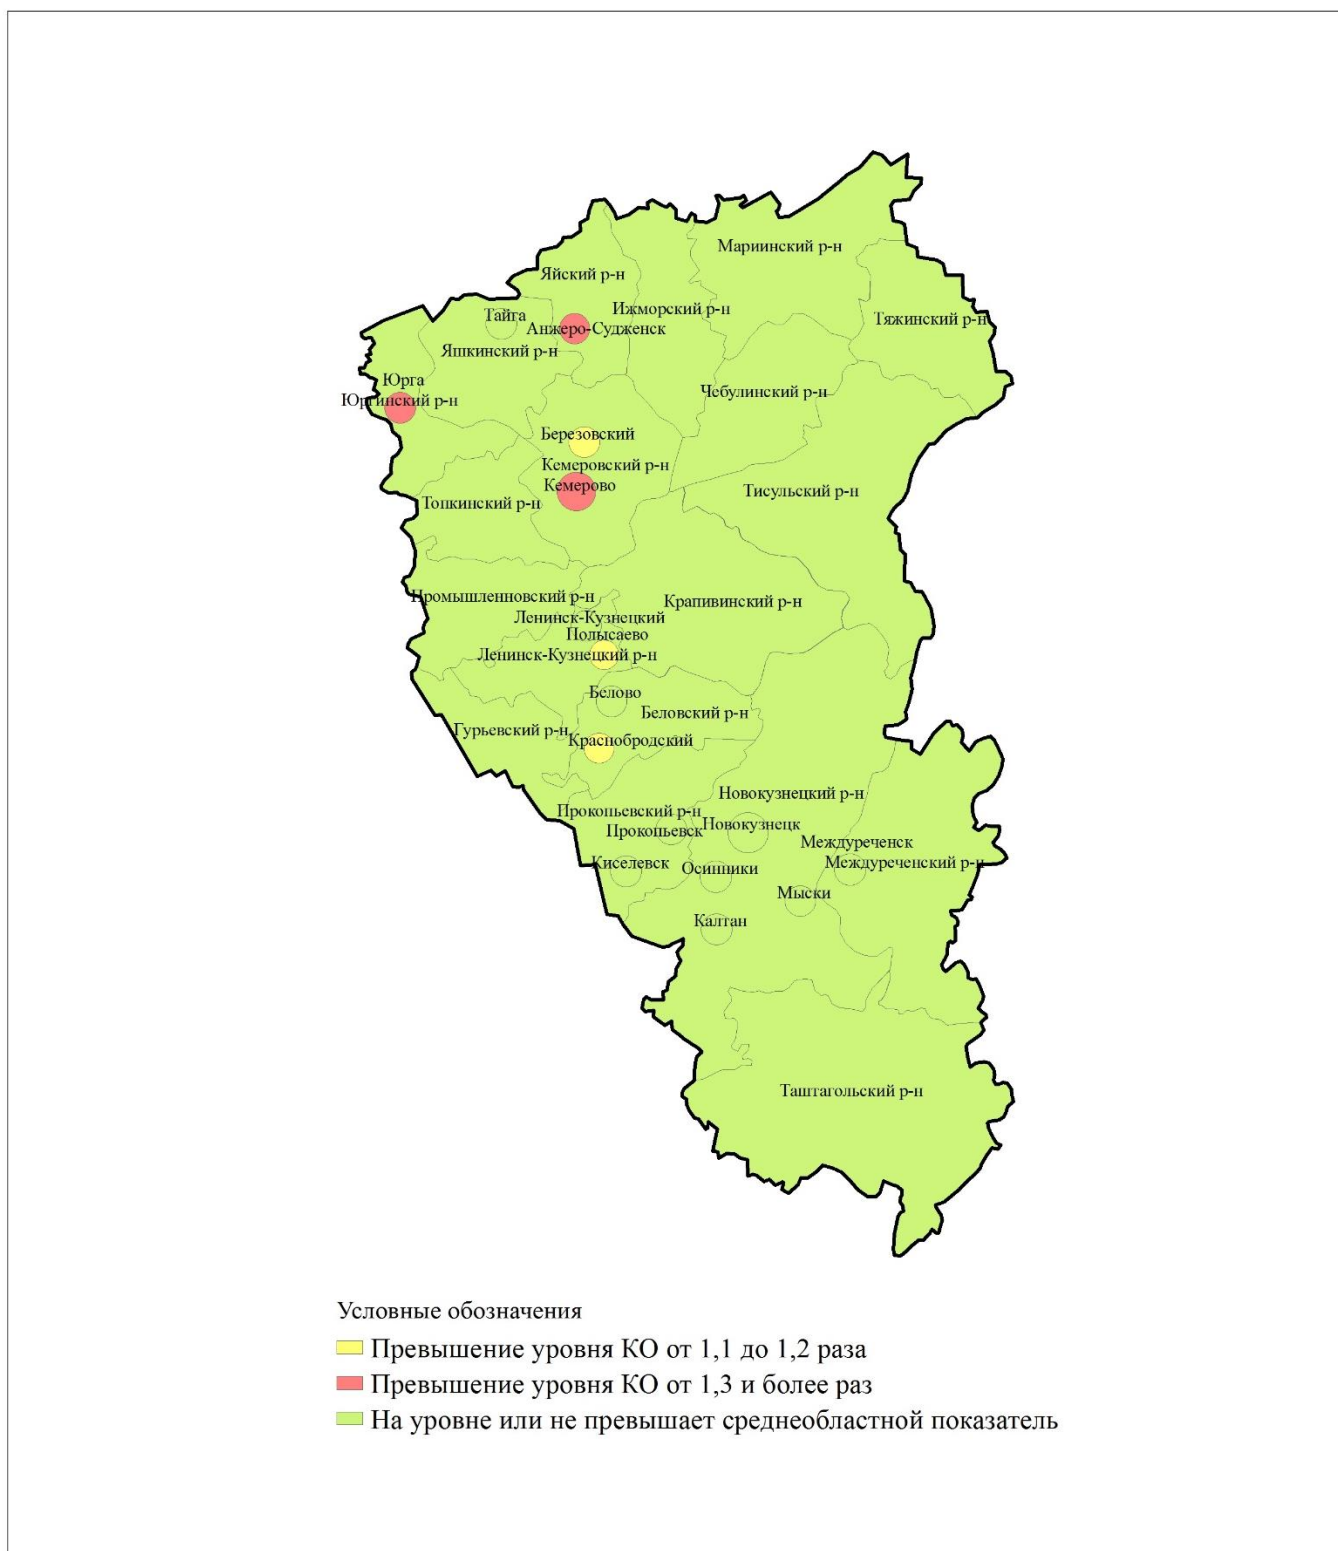 Мариинский р-н
Яйский р-н
Ижморский р-н
Тайга
Тяжинский р-н
Анжеро-Судженск
Яшкинский р-н
Юрга
Чебулинский р-н
Юргинский р-н
Березовский
Кемеровский р-н
Кемерово
Тисульский р-н
Топкинский р-н
Промышленновский р-н
Крапивинский р-н
Ленинск-Кузнецкий
Полысаево
Ленинск-Кузнецкий р-н
Белово
Беловский р-н
Гурьевский р-н
Краснобродский
Новокузнецкий р-н
Прокопьевский р-н
Новокузнецк
Прокопьевск
Междуреченск
Киселевск
Осинники
Междуреченский р-н
Мыски
Калтан
Таштагольский р-н
Условные обозначения
Превышение уровня КО от 1,1 до 1,2 раза
Превышение уровня КО от 1,3 и более раз
На уровне или не превышает среднеобластной показатель